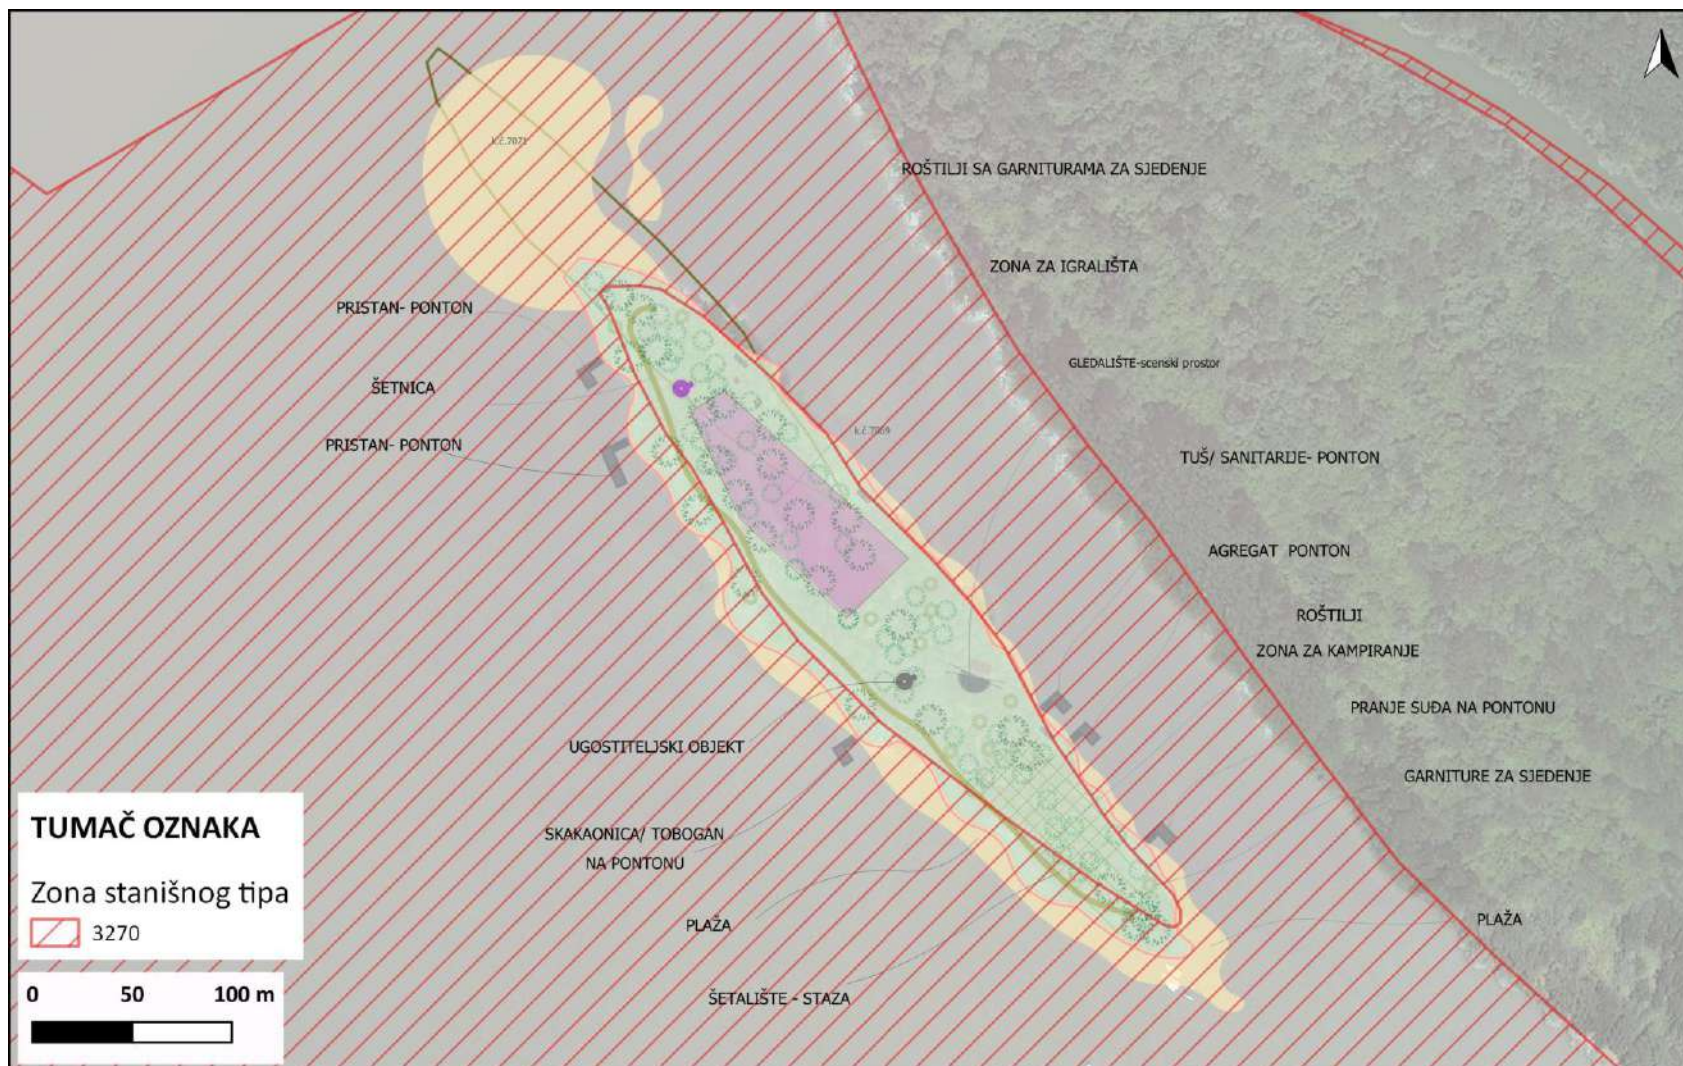 k.č.7071
ROŠTILJI SA GARNITURAMA ZA SJEDENJE
ZONA ZA IGRALIŠTA
PRISTAN- PONTON
GLEDALIŠTE-scenski prostor
ŠETNICA
k.č.7069
PRISTAN- PONTON
TUŠ/ SANITARIJE- PONTON
AGREGAT PONTON
ROŠTILJI
ZONA ZA KAMPIRANJE
PRANJE SUĐA NA PONTONU
UGOSTITELJSKI OBJEKT
GARNITURE ZA SJEDENJE
SKAKAONICA/ TOBOGAN
NA PONTONU
PLAŽA
PLAŽA
ŠETALIŠTE - STAZA
TUMAČ OZNAKA
Zona stanišnog tipa
3270
0 50 100 m